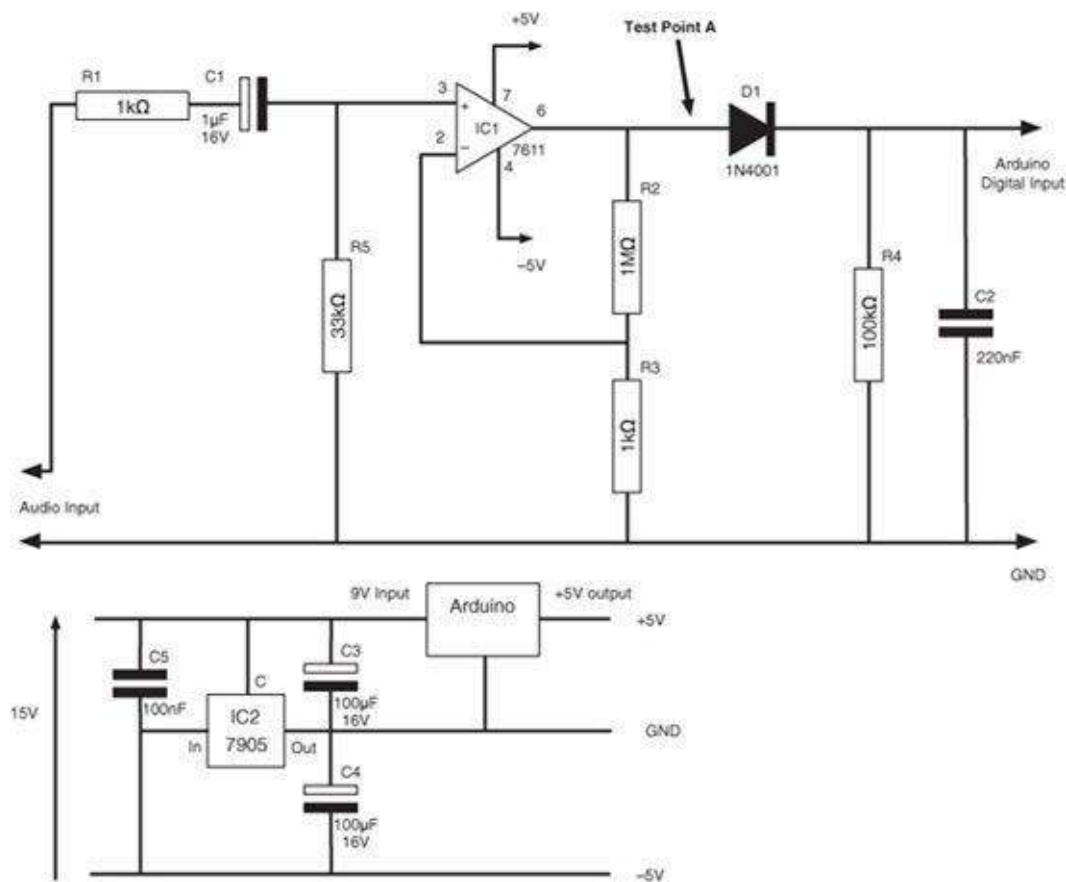 +5V
Test Point A
R1
1kΩ
C1
1µF
16V
3
+
7
6
IC1
2
–
7611
4
–5V
D1
1N4001
Arduino
Digital Input
R2
1MΩ
R5
33kΩ
R4
100kΩ
C2
220nF
R3
1kΩ
Audio Input
GND
9V Input
Arduino
+5V output
+5V
C5
100nF
C
C3
100µF
16V
15V
IC2
7905
In
Out
GND
C4
100µF
16V
–5V